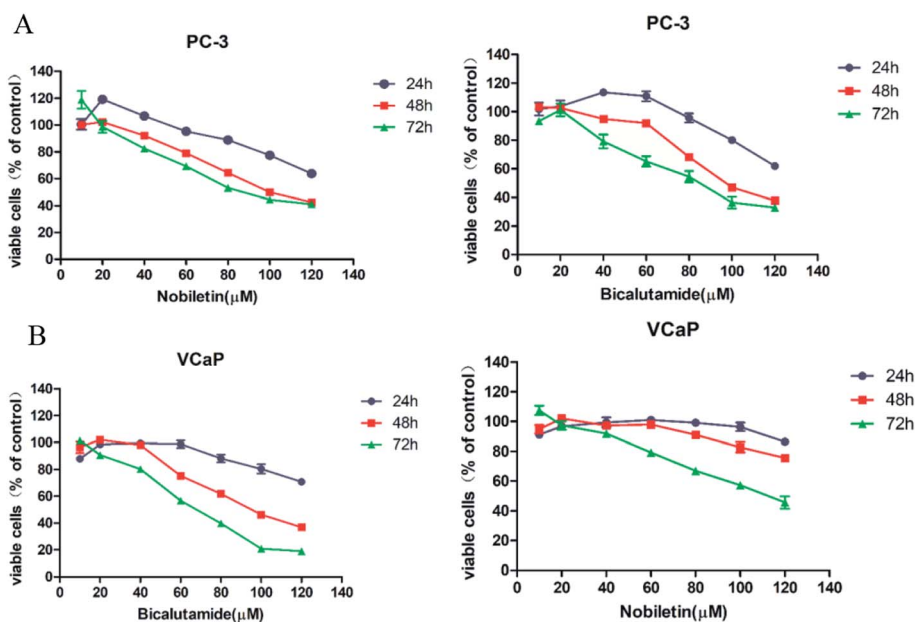 A
PC-3
viable cells (% of control)
140
120
100
80
60
40
20
0
0 20 40 60 80 100 120 140
Nobiletin(μM)
24h
48h
72h
PC-3
viable cells (% of control)
140
120
100
80
60
40
20
0
0 20 40 60 80 100 120 140
Bicalutamide(μM)
24h
48h
72h
B
VCaP
viable cells (% of control)
140
120
100
80
60
40
20
0
0 20 40 60 80 100 120 140
Bicalutamide(μM)
24h
48h
72h
VCaP
viable cells (% of control)
140
120
100
80
60
40
20
0
0 20 40 60 80 100 120 140
Nobiletin(μM)
24h
48h
72h